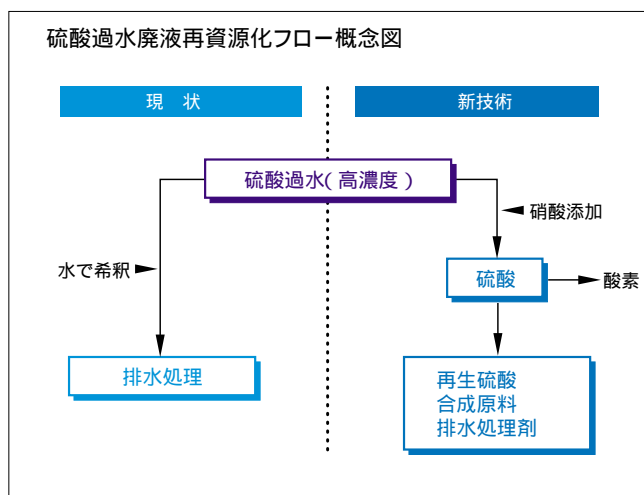 硫酸過水廃液再資源化フロー概念図
現 状
新技術
硫酸過水(高濃度)
硝酸添加
水で希釈
硫酸
酸素
排水処理
再生硫酸
合成原料
排水処理剤